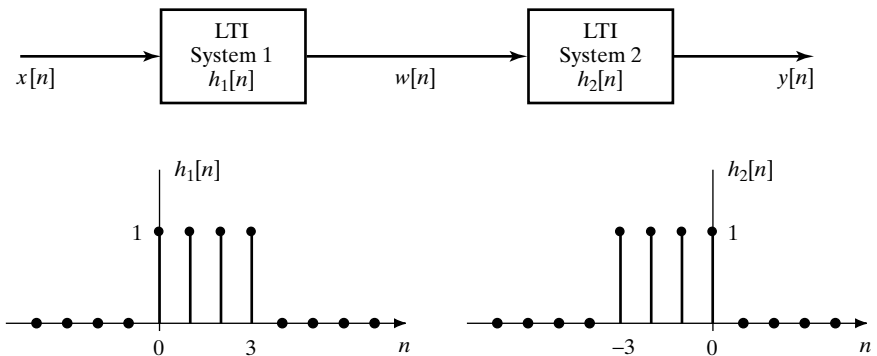 LTI
System 1
h₁[n]
LTI
System 2
h₂[n]
x[n]
w[n]
y[n]
h₁[n]
1
0
3
n
h₂[n]
1
−3
0
n